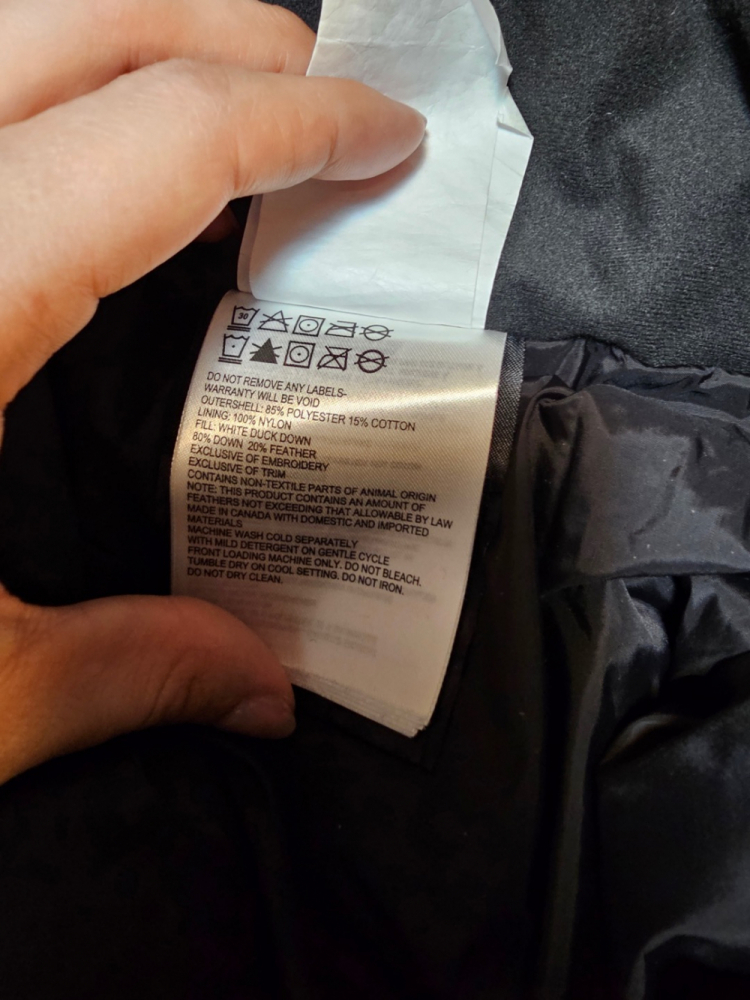 30
DO NOT REMOVE ANY LABELS-
WARRANTY WILL BE VOID
OUTERSHELL: 85% POLYESTER 15% COTTON
LINING: 100% NYLON
FILL: WHITE DUCK DOWN
80% DOWN 20% FEATHER
EXCLUSIVE OF EMBROIDERY
EXCLUSIVE OF TRIM
CONTAINS NON-TEXTILE PARTS OF ANIMAL ORIGIN
NOTE: THIS PRODUCT CONTAINS AN AMOUNT OF
FEATHERS NOT EXCEEDING THAT ALLOWABLE BY LAW
MADE IN CANADA WITH DOMESTIC AND IMPORTED
MATERIALS
MACHINE WASH COLD SEPARATELY
WITH MILD DETERGENT ON GENTLE CYCLE
FRONT LOADING MACHINE ONLY. DO NOT BLEACH.
TUMBLE DRY ON COOL SETTING. DO NOT IRON.
DO NOT DRY CLEAN.